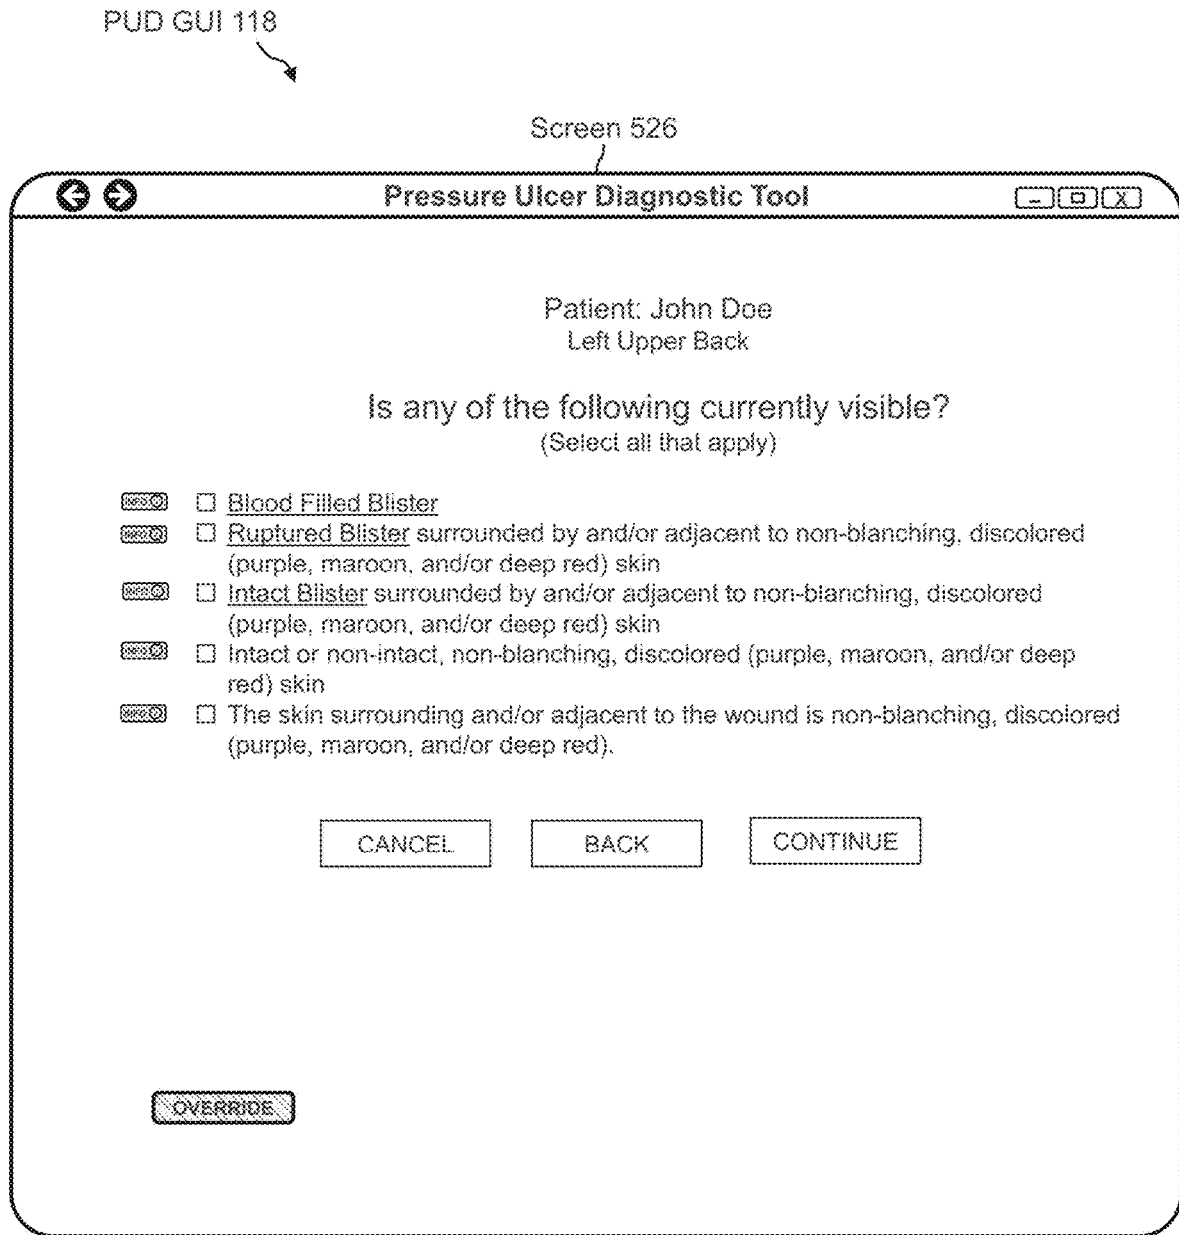 PUD GUI 118
Screen 526
Pressure Ulcer Diagnostic Tool
X
Patient: John Doe
Left Upper Back
Is any of the following currently visible?
(Select all that apply)
INFO
Blood Filled Blister
INFO
Ruptured Blister surrounded by and/or adjacent to non-blanching, discolored
(purple, maroon, and/or deep red) skin
INFO
Intact Blister surrounded by and/or adjacent to non-blanching, discolored
(purple, maroon, and/or deep red) skin
INFO
Intact or non-intact, non-blanching, discolored (purple, maroon, and/or deep
red) skin
INFO
The skin surrounding and/or adjacent to the wound is non-blanching, discolored
(purple, maroon, and/or deep red).
CANCEL
BACK
CONTINUE
OVERRIDE